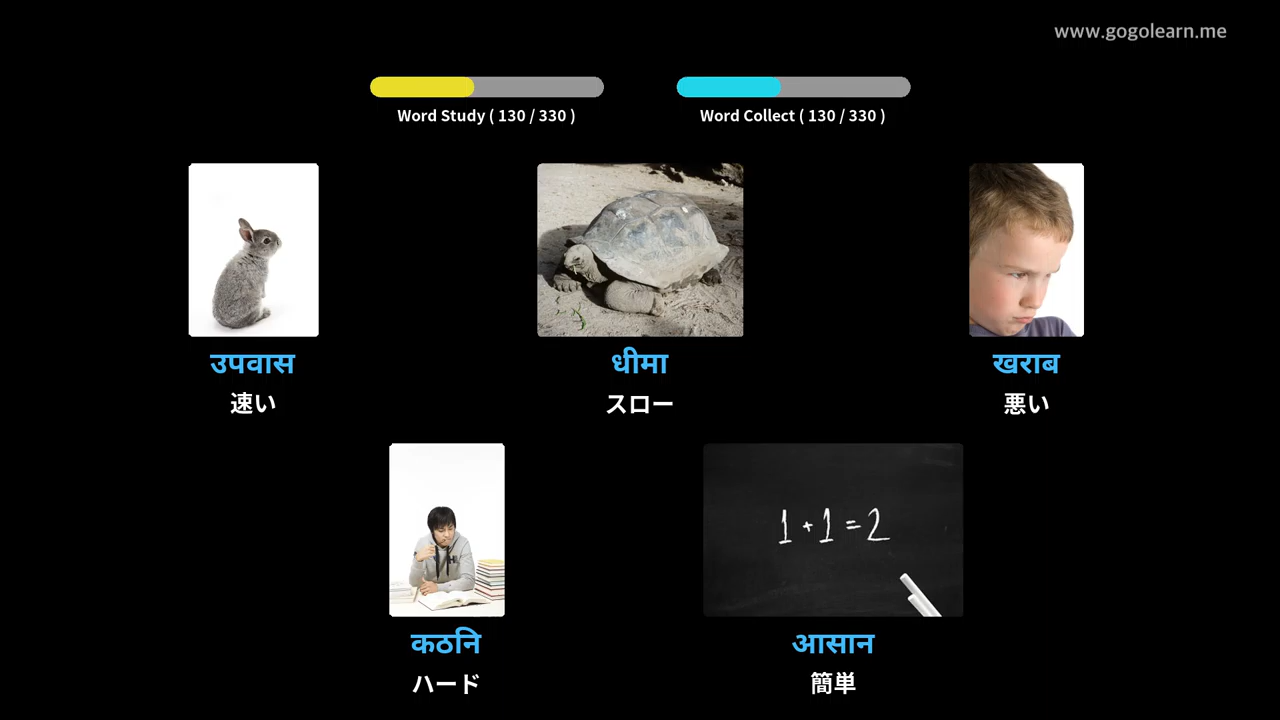 www.gogolearn.me
Word Study ( 130 / 330 )
Word Collect ( 130 / 330 )
उपवास
速い
धीमा
スロー
खराब
悪い
कठनि
ハード
1 + 1 = 2
आसान
簡単